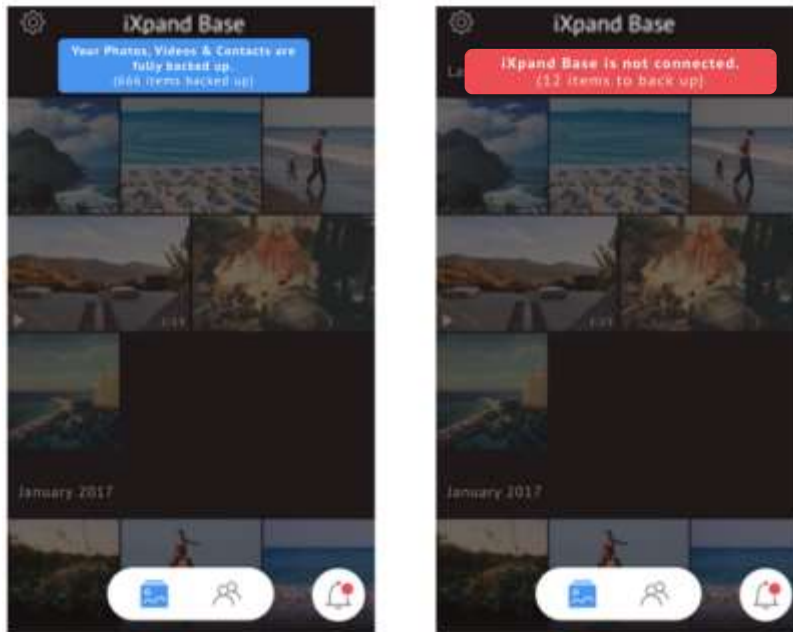 iXpand Base
Your Photos, Videos & Contacts are
fully backed up.
(666 items backed up)
January 2017
iXpand Base
iXpand Base is not connected.
(12 items to back up)
La
January 2017